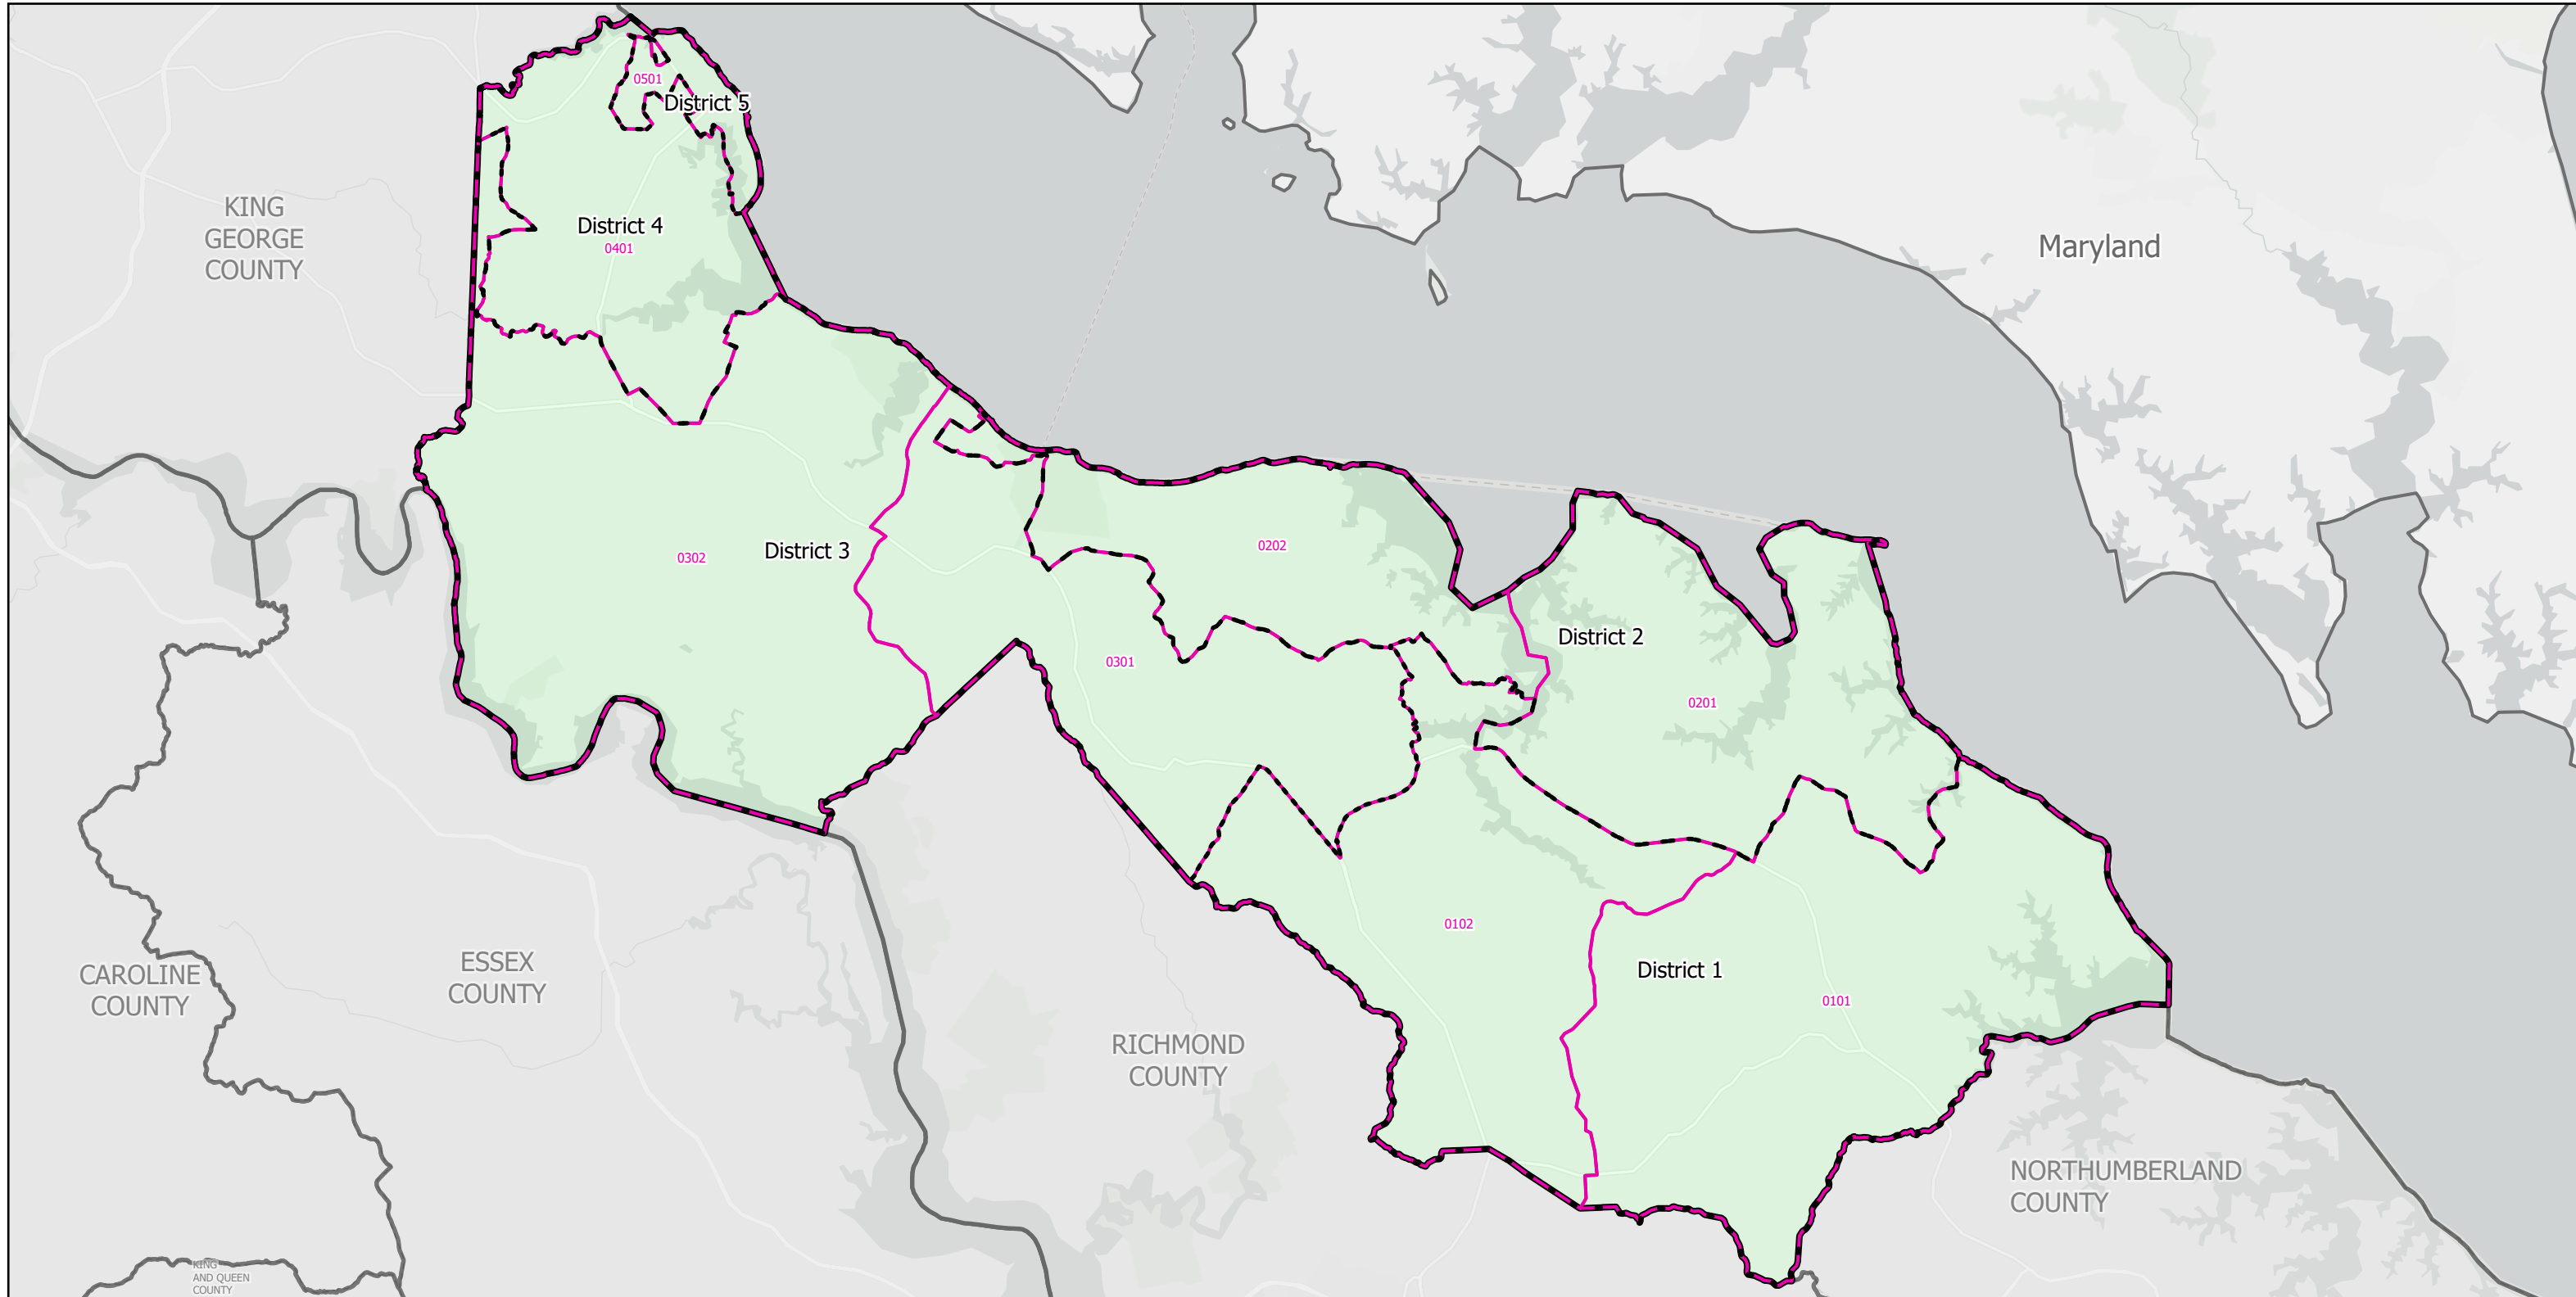 0501
District 5
KING
GEORGE
COUNTY
District 4
0401
Maryland
0302
District 3
0202
0301
District 2
0201
0102
District 1
0101
CAROLINE
COUNTY
ESSEX
COUNTY
RICHMOND
COUNTY
NORTHUMBERLAND
COUNTY
KING
AND QUEEN
COUNTY